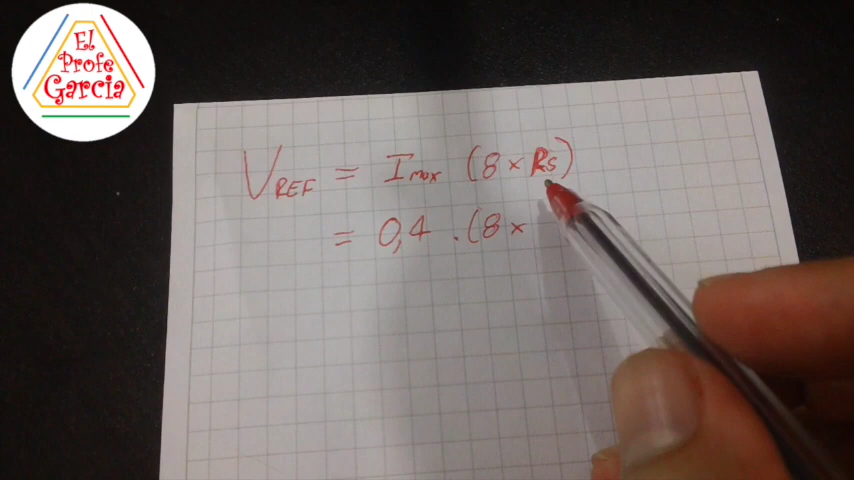 El
Profe
Garcia
VREF = Imax (8 × Rs)
= 0,4 . (8 ×